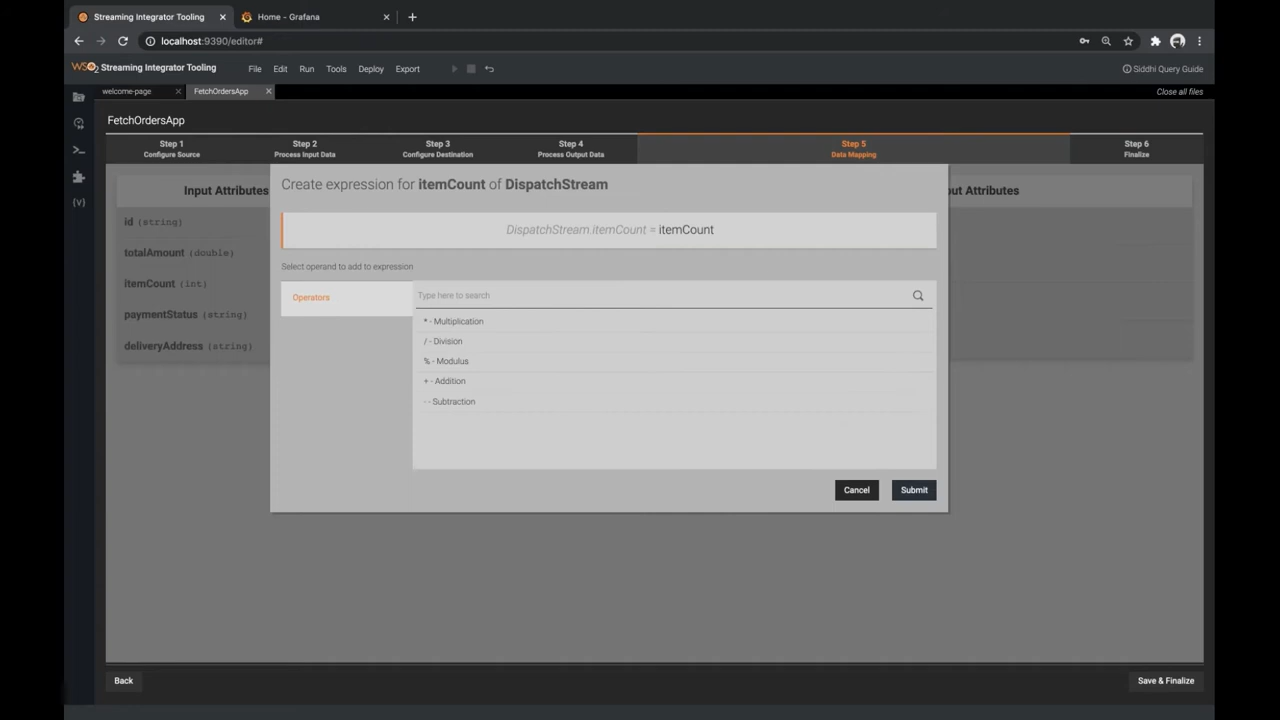 Streaming Integrator Tooling
Home - Grafana
localhost:9390/editor#
WSO2 Streaming Integrator Tooling
File Edit Run Tools Deploy Export
Siddhi Query Guide
welcome-page
FetchOrdersApp
Close all files
FetchOrdersApp
Step 1
Configure Source
Step 2
Process Input Data
Step 3
Configure Destination
Step 4
Process Output Data
Step 5
Data Mapping
Step 6
Finalize
Input Attributes
id (string)
totalAmount (double)
itemCount (int)
paymentStatus (string)
deliveryAddress (string)
Attributes
Create expression for itemCount of DispatchStream
DispatchStream.itemCount = itemCount
Select operand to add to expression
Operators
Type here to search
* - Multiplication
/ - Division
% - Modulus
+ - Addition
- - Subtraction
Cancel
Submit
Back
Save & Finalize